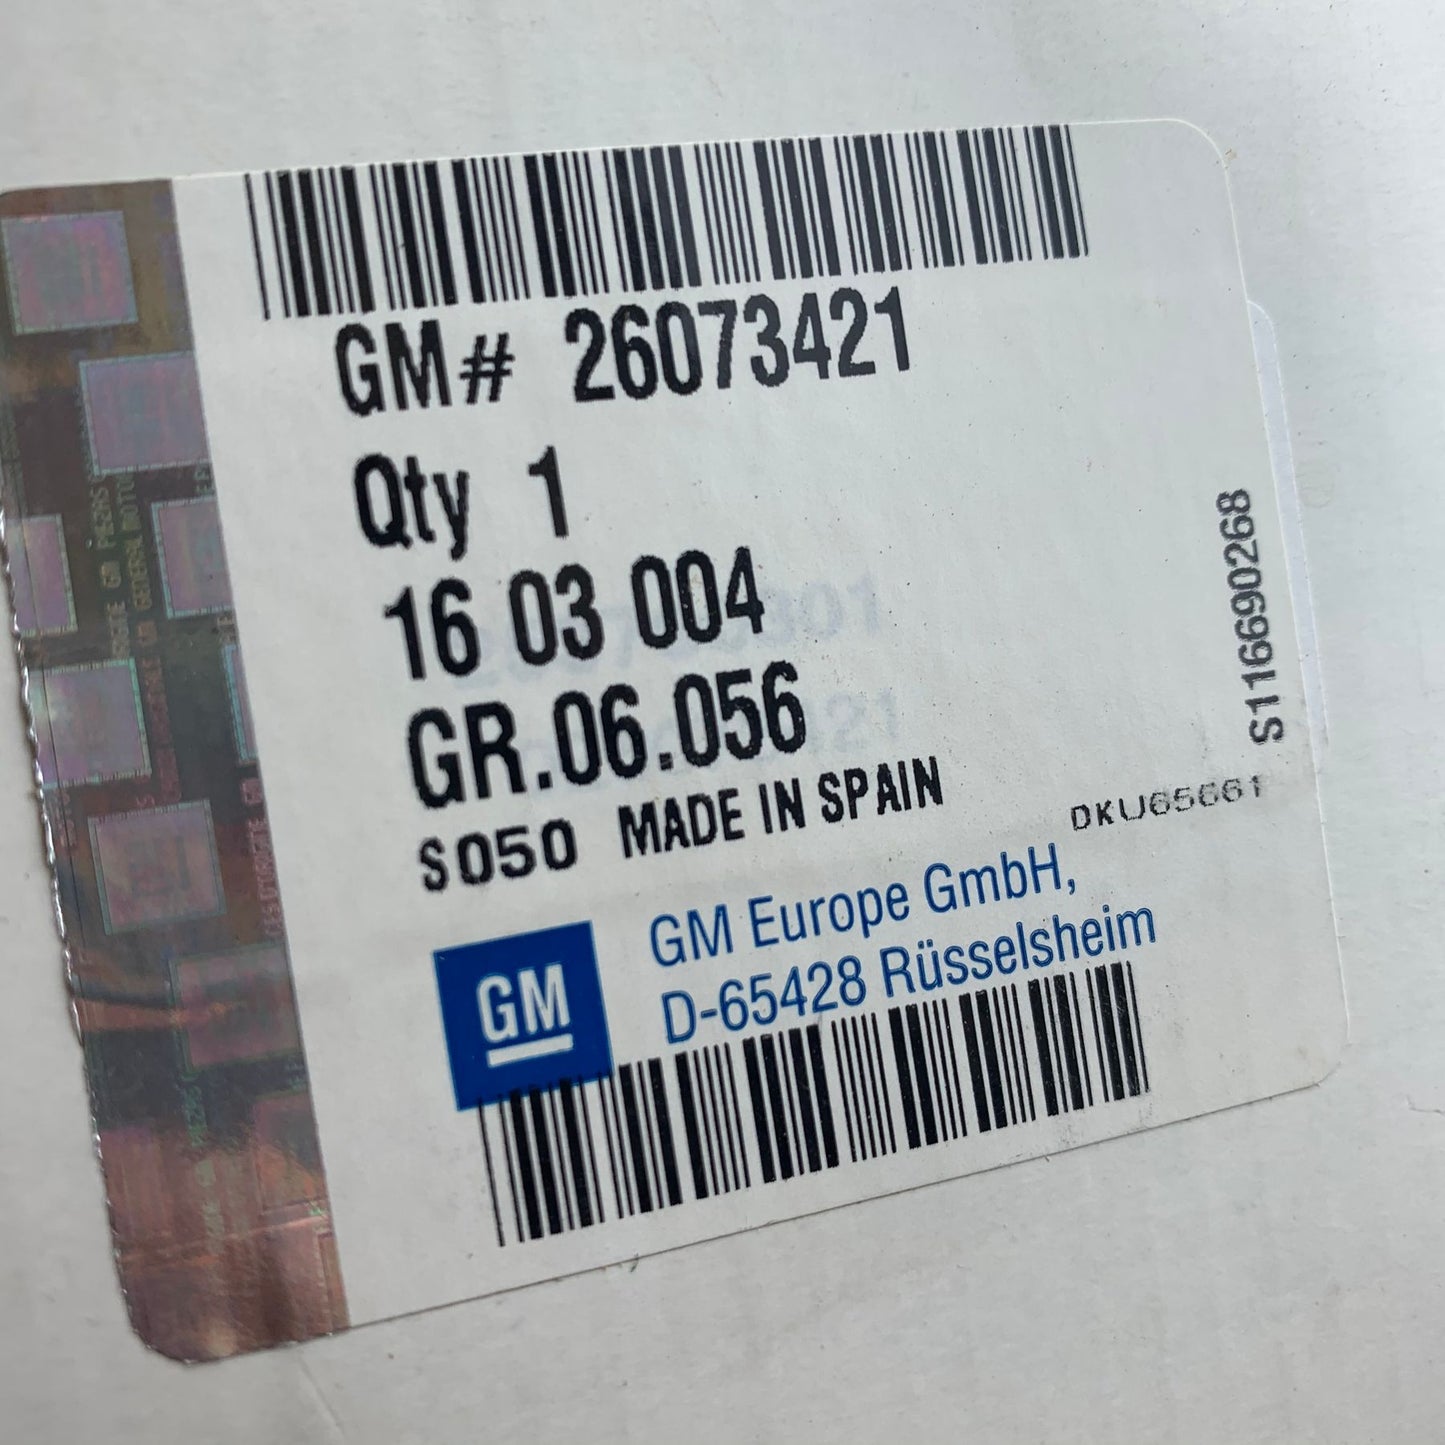 GM# 26073421
Qty 1
16 03 004
GR.06.056
S050 MADE IN SPAIN
DKU65661
S116690268
GM
GM Europe GmbH,
D-65428 Rüsselsheim